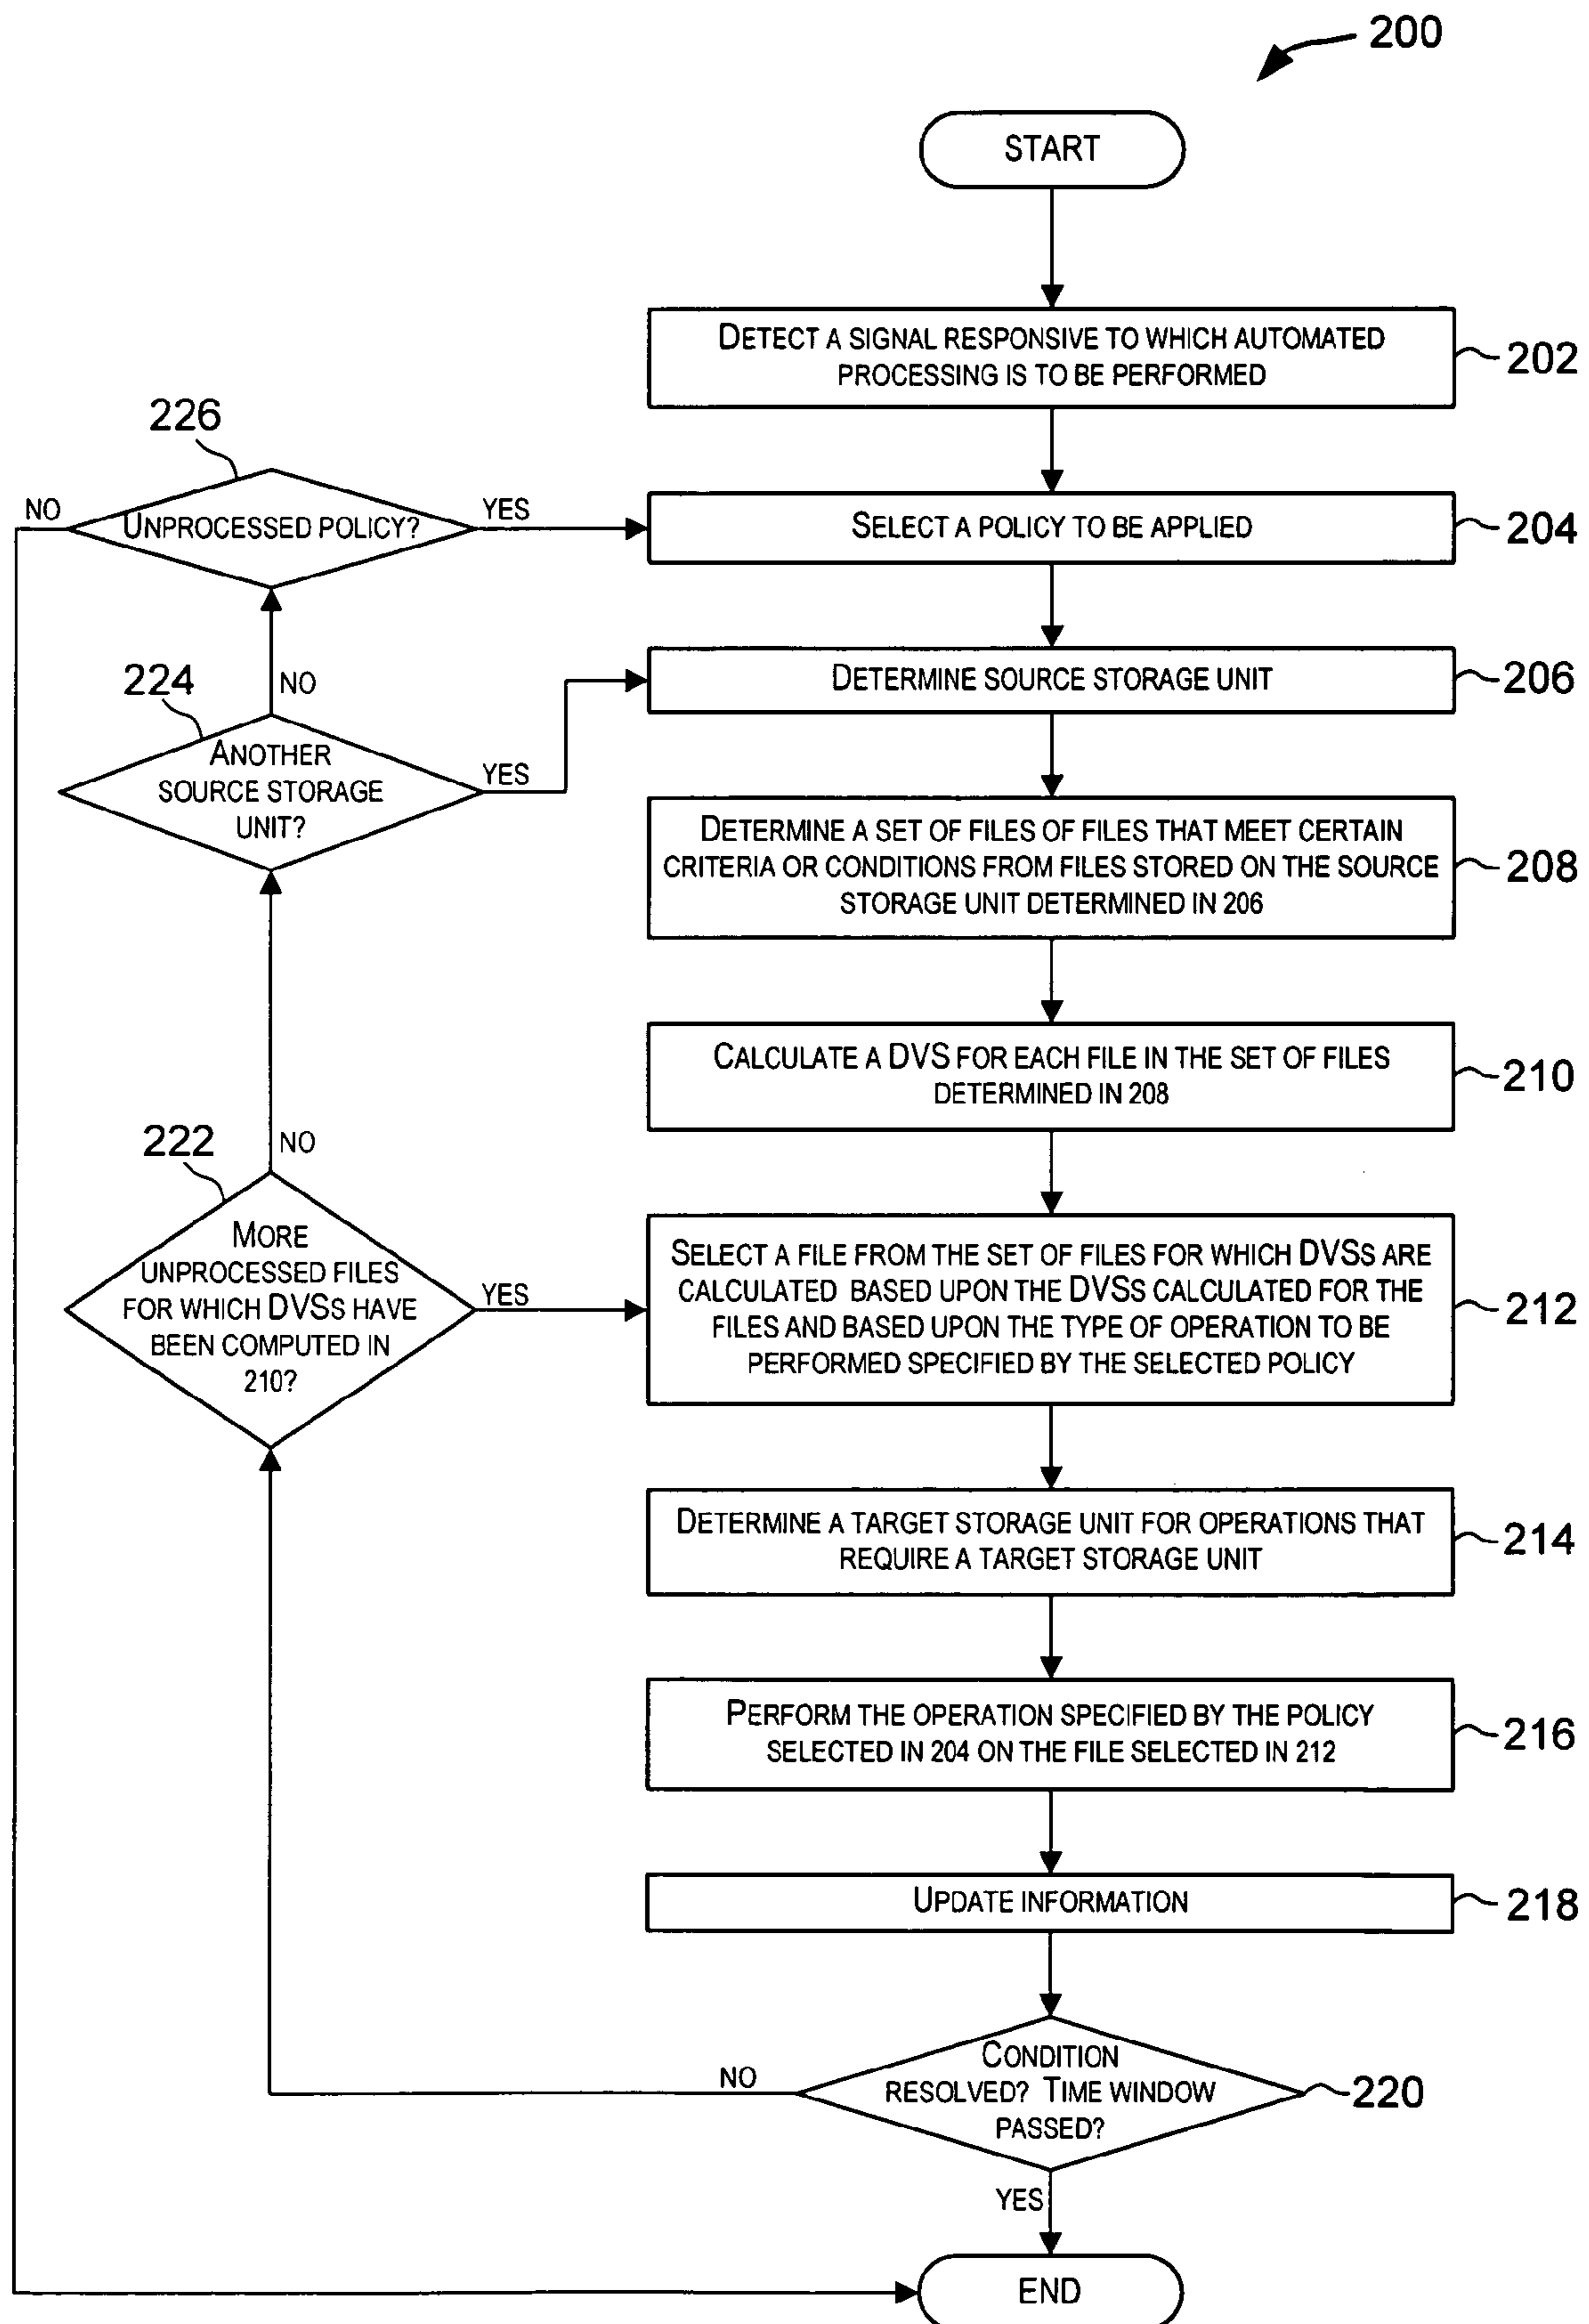 200
START
DETECT A SIGNAL RESPONSIVE TO WHICH AUTOMATED
PROCESSING IS TO BE PERFORMED
202
226
NO
UNPROCESSED POLICY?
YES
SELECT A POLICY TO BE APPLIED
204
224
NO
DETERMINE SOURCE STORAGE UNIT
206
ANOTHER
SOURCE STORAGE
UNIT?
YES
DETERMINE A SET OF FILES OF FILES THAT MEET CERTAIN
CRITERIA OR CONDITIONS FROM FILES STORED ON THE SOURCE
STORAGE UNIT DETERMINED IN 206
208
CALCULATE A DVS FOR EACH FILE IN THE SET OF FILES
DETERMINED IN 208
210
222
NO
MORE
UNPROCESSED FILES
FOR WHICH DVSS HAVE
BEEN COMPUTED IN
210?
YES
SELECT A FILE FROM THE SET OF FILES FOR WHICH DVSS ARE
CALCULATED BASED UPON THE DVSS CALCULATED FOR THE
FILES AND BASED UPON THE TYPE OF OPERATION TO BE
PERFORMED SPECIFIED BY THE SELECTED POLICY
212
DETERMINE A TARGET STORAGE UNIT FOR OPERATIONS THAT
REQUIRE A TARGET STORAGE UNIT
214
PERFORM THE OPERATION SPECIFIED BY THE POLICY
SELECTED IN 204 ON THE FILE SELECTED IN 212
216
UPDATE INFORMATION
218
NO
CONDITION
RESOLVED? TIME WINDOW
PASSED?
220
YES
END